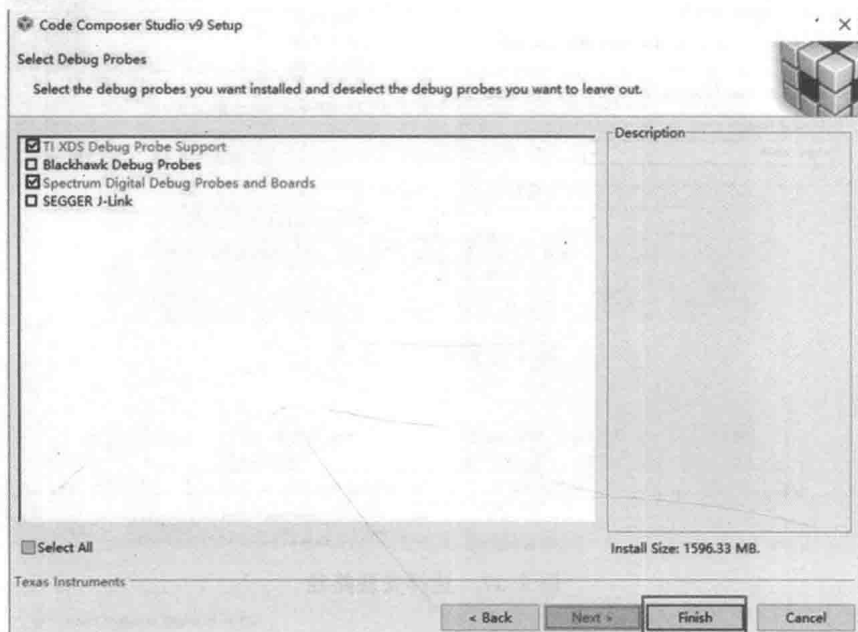 Code Composer Studio v9 Setup
Select Debug Probes
Select the debug probes you want installed and deselect the debug probes you want to leave out.
Description
TI XDS Debug Probe Support
Blackhawk Debug Probes
Spectrum Digital Debug Probes and Boards
SEGGER J-Link
Select All
Install Size: 1596.33 MB.
Texas Instruments
< Back
Next >
Finish
Cancel